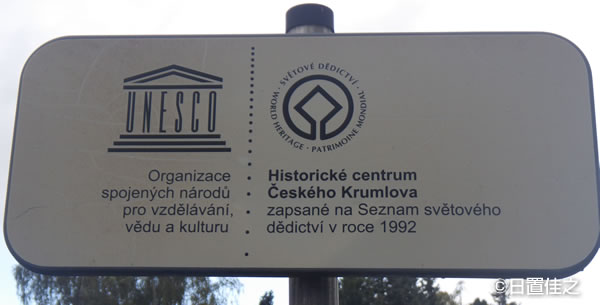 UNESCO
SVĚTOVÉ DĚDICTVÍ · WORLD HERITAGE · PATRIMOINE MONDIAL ·
Organizace
spojených národů
pro vzdělávání,
vědu a kulturu
Historické centrum
Českého Krumlova
zapsané na Seznam světového
dědictví v roce 1992
©日置佳之